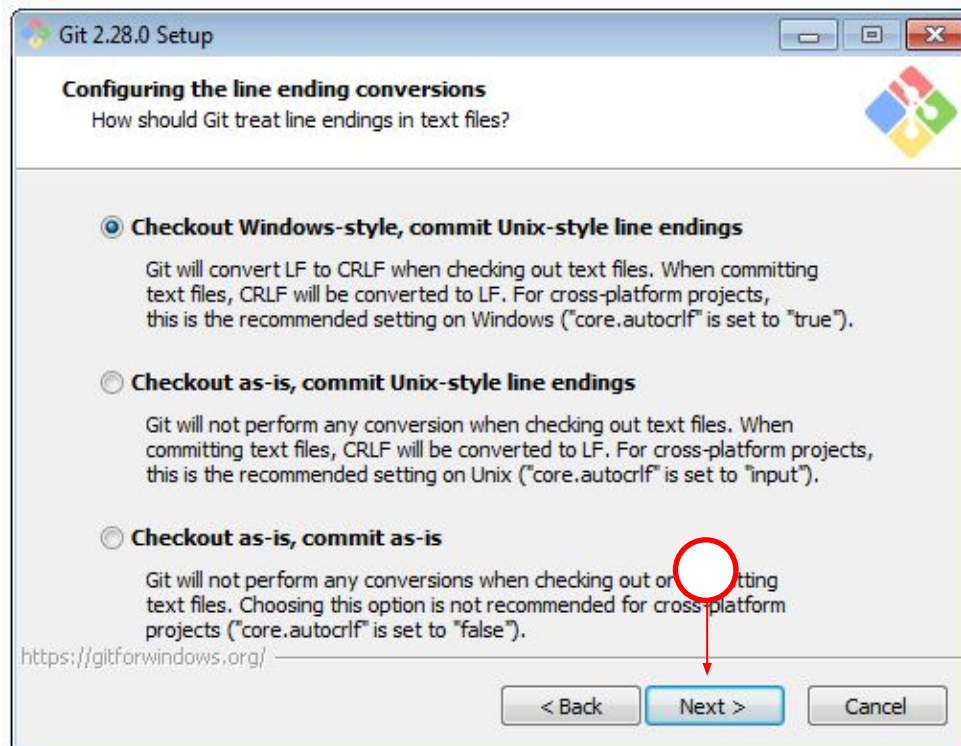 Git 2.28.0 Setup
Configuring the line ending conversions
How should Git treat line endings in text files?
Checkout Windows-style, commit Unix-style line endings
Git will convert LF to CRLF when checking out text files. When committing
text files, CRLF will be converted to LF. For cross-platform projects,
this is the recommended setting on Windows ("core.autocrlf" is set to "true").
Checkout as-is, commit Unix-style line endings
Git will not perform any conversion when checking out text files. When
committing text files, CRLF will be converted to LF. For cross-platform projects,
this is the recommended setting on Unix ("core.autocrlf" is set to "input").
Checkout as-is, commit as-is
Git will not perform any conversions when checking out or tting
text files. Choosing this option is not recommended for cross-platform
projects ("core.autocrlf" is set to "false").
https://gitforwindows.org/
< Back Next > Cancel